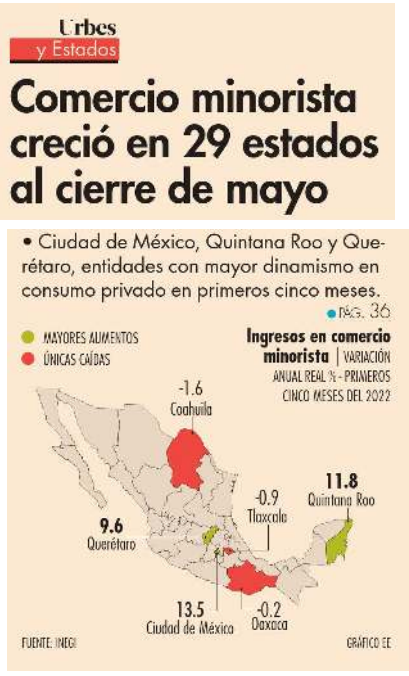 Urbes
y Estados
Comercio minorista
creció en 29 estados
al cierre de mayo
• Ciudad de México, Quintana Roo y Que-
rétaro, entidades con mayor dinamismo en
consumo privado en primeros cinco meses.
PÁG. 36
MAYORES AUMENTOS
ÚNICAS CAÍDAS
Ingresos en comercio
minorista | VARIACIÓN
ANUAL REAL % - PRIMEROS
CINCO MESES DEL 2022
-1.6
Coahuila
11.8
Quintana Roo
-0.9
Tlaxcala
9.6
Querétaro
13.5
Ciudad de México
-0.2
Oaxaca
FUENTE: INEGI
GRÁFICO EE